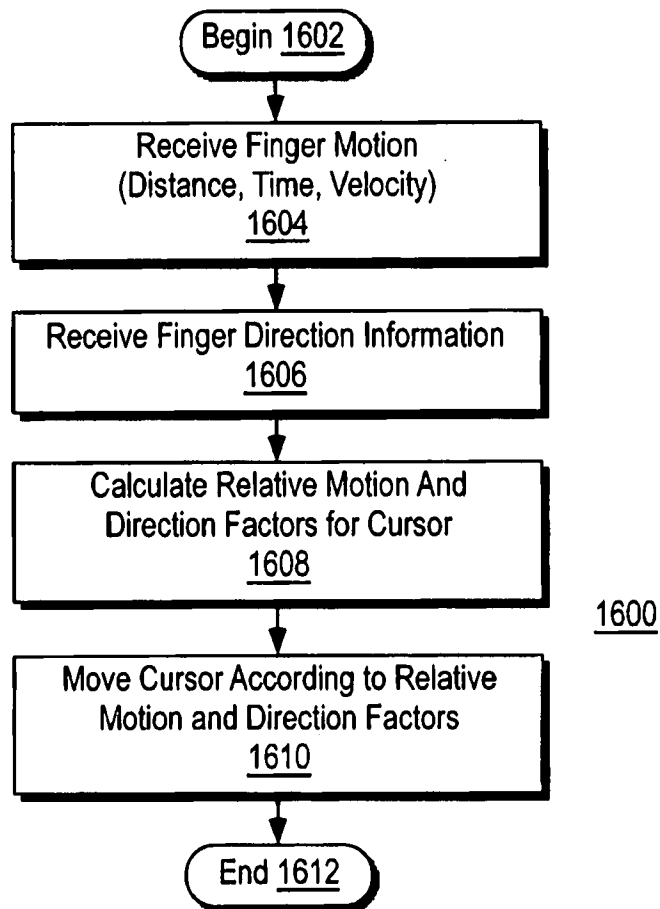 Begin 1602
Receive Finger Motion
(Distance, Time, Velocity)
1604
Receive Finger Direction Information
1606
Calculate Relative Motion And
Direction Factors for Cursor
1608
1600
Move Cursor According to Relative
Motion and Direction Factors
1610
End 1612